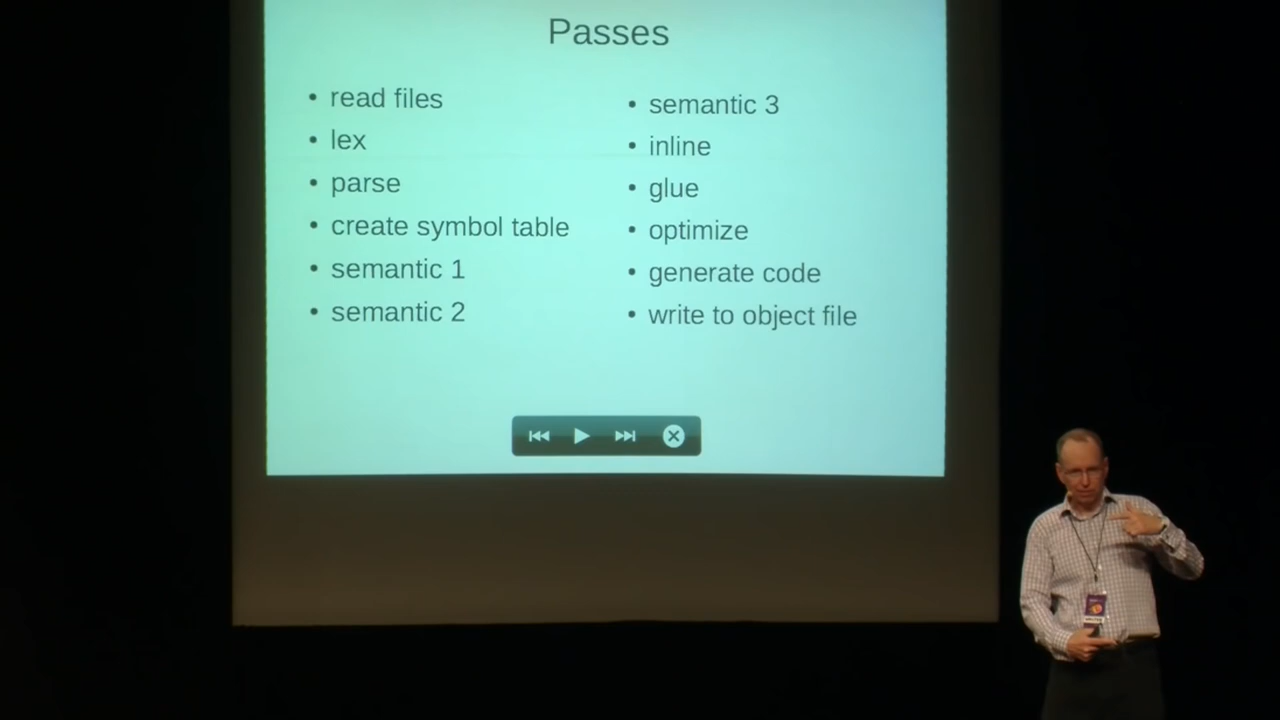 Passes
• read files
• lex
• parse
• create symbol table
• semantic 1
• semantic 2
• semantic 3
• inline
• glue
• optimize
• generate code
• write to object file